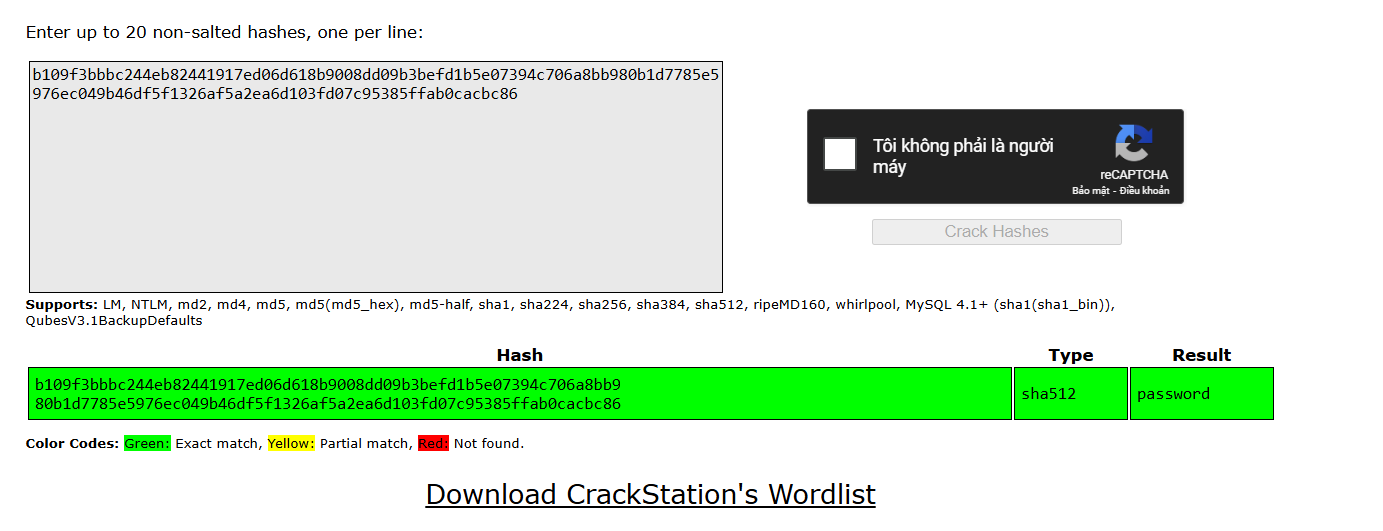 Enter up to 20 non-salted hashes, one per line:
b109f3bbbc244eb82441917ed06d618b9008dd09b3befd1b5e07394c706a8bb980b1d7785e5
976ec049b46df5f1326af5a2ea6d103fd07c95385ffab0cacbc86
Tôi không phải là người
máy
reCAPTCHA
Bảo mật - Điều khoản
Crack Hashes
Supports: LM, NTLM, md2, md4, md5, md5(md5_hex), md5-half, sha1, sha224, sha256, sha384, sha512, ripeMD160, whirlpool, MySQL 4.1+ (sha1(sha1_bin)),
QubesV3.1BackupDefaults
Hash Type Result
b109f3bbbc244eb82441917ed06d618b9008dd09b3befd1b5e07394c706a8bb9
80b1d7785e5976ec049b46df5f1326af5a2ea6d103fd07c95385ffab0cacbc86
sha512
password
Color Codes: Green: Exact match, Yellow: Partial match, Red: Not found.
Download CrackStation's Wordlist